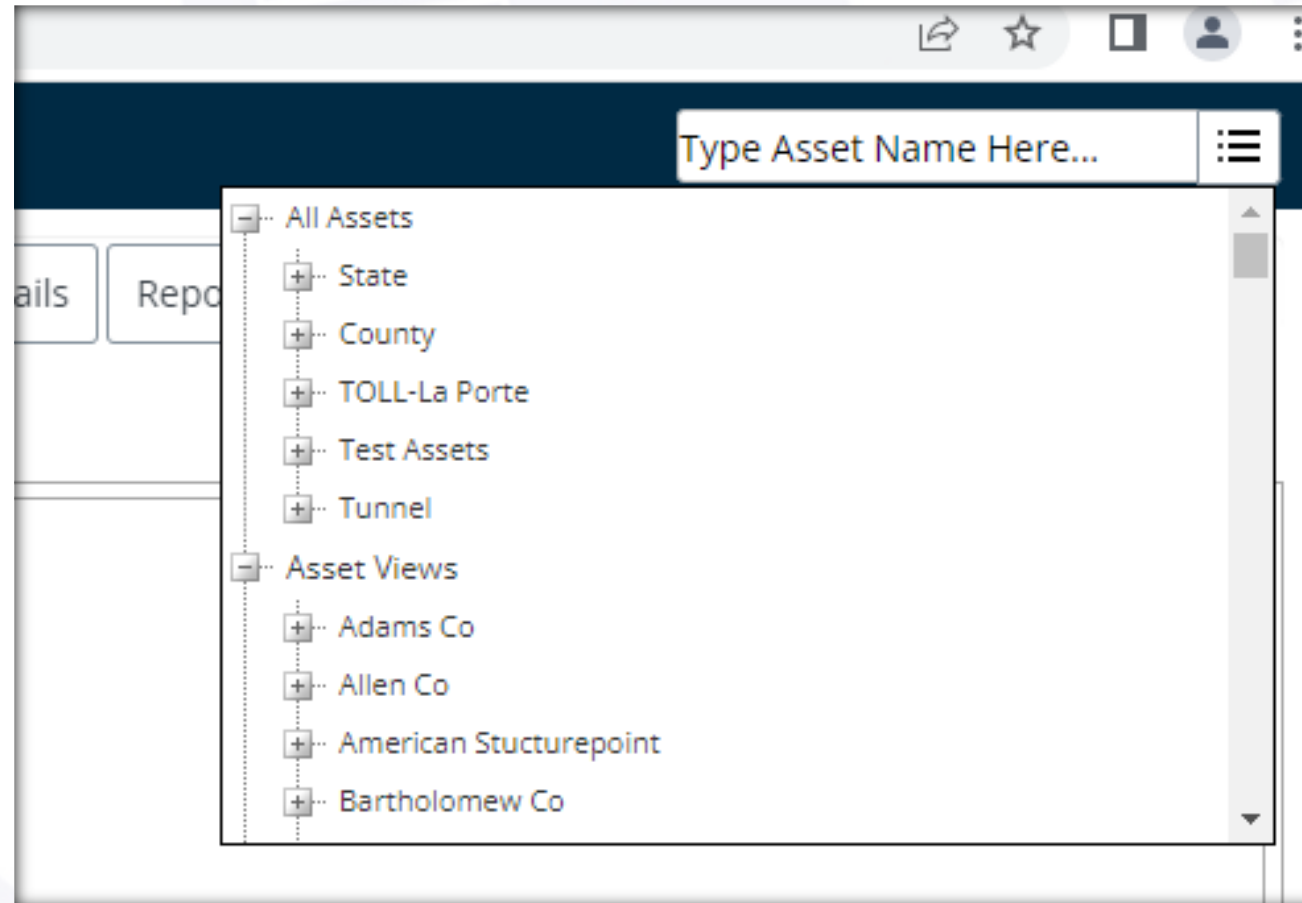 Type Asset Name Here...
ails
Repo
All Assets
State
County
TOLL-La Porte
Test Assets
Tunnel
Asset Views
Adams Co
Allen Co
American Stucturepoint
Bartholomew Co